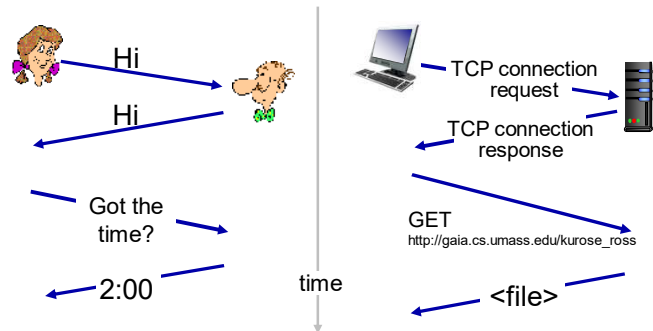 Hi
Hi
Got the
time?
2:00
time
TCP connection
request
TCP connection
response
GET
http://gaia.cs.umass.edu/kurose_ross
<file>